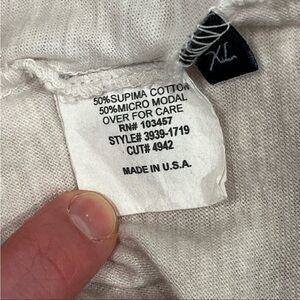 XL
50%SUPIMA COTTON
50%MICRO MODAL
OVER FOR CARE
RN# 103457
STYLE# 3939-1719
CUT# 4942
MADE IN U.S.A.